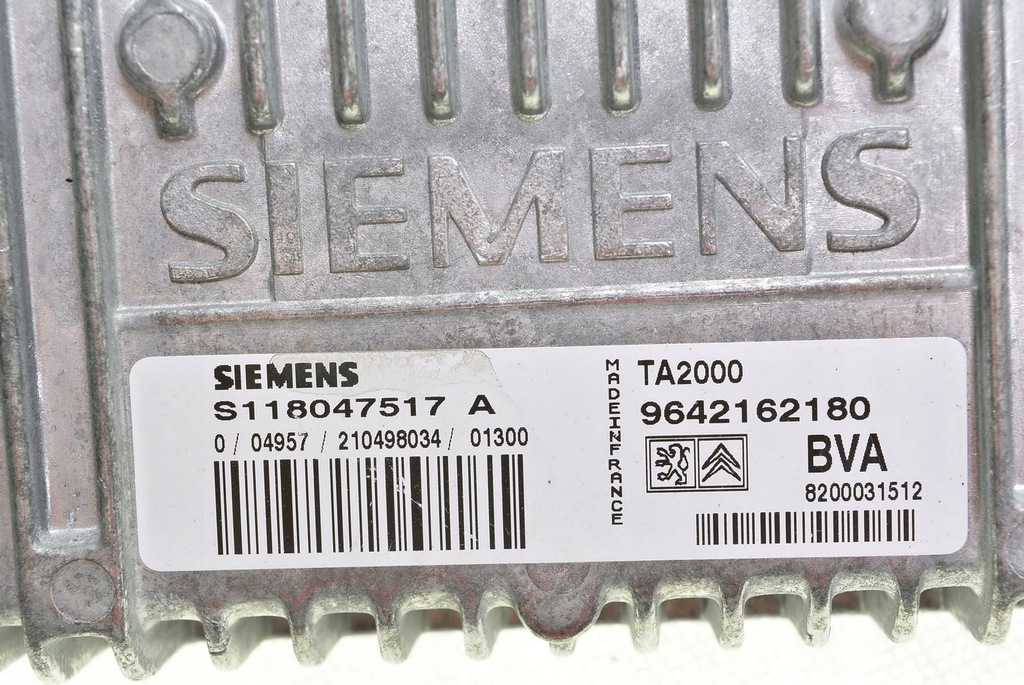 SIEMENS
SIEMENS
S118047517 A
0/ 04957 / 210498034/ 01300
MADEINFRANCE
TA2000
9642162180
BVA
8200031512